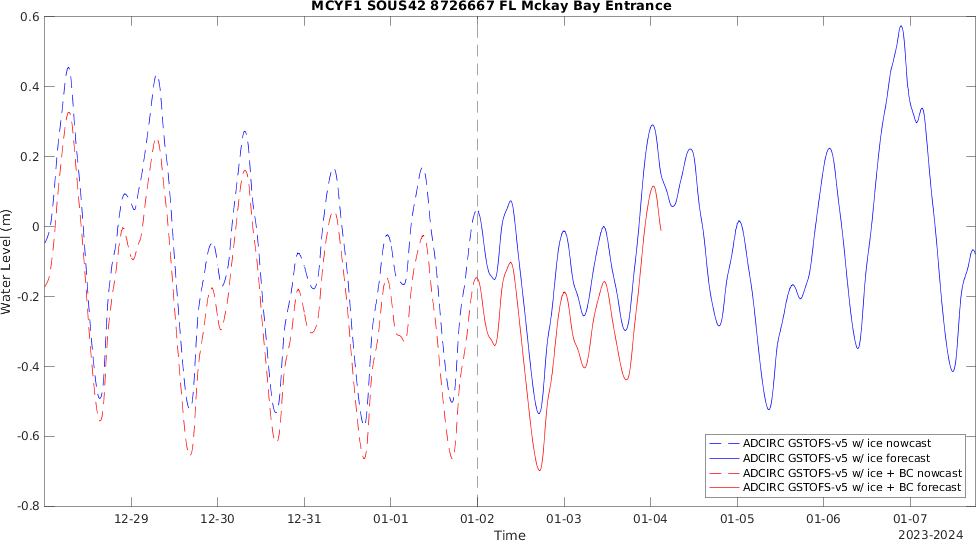 MCYF1 SOUS42 8726667 FL Mckay Bay Entrance
Water Level (m)
0.6
0.4
0.2
0
-0.2
-0.4
-0.6
-0.8
ADCIRC GSTOFS-v5 w/ ice nowcast
ADCIRC GSTOFS-v5 w/ ice forecast
ADCIRC GSTOFS-v5 w/ ice + BC nowcast
ADCIRC GSTOFS-v5 w/ ice + BC forecast
12-29 12-30 12-31 01-01 01-02 01-03 01-04 01-05 01-06 01-07
Time
2023-2024